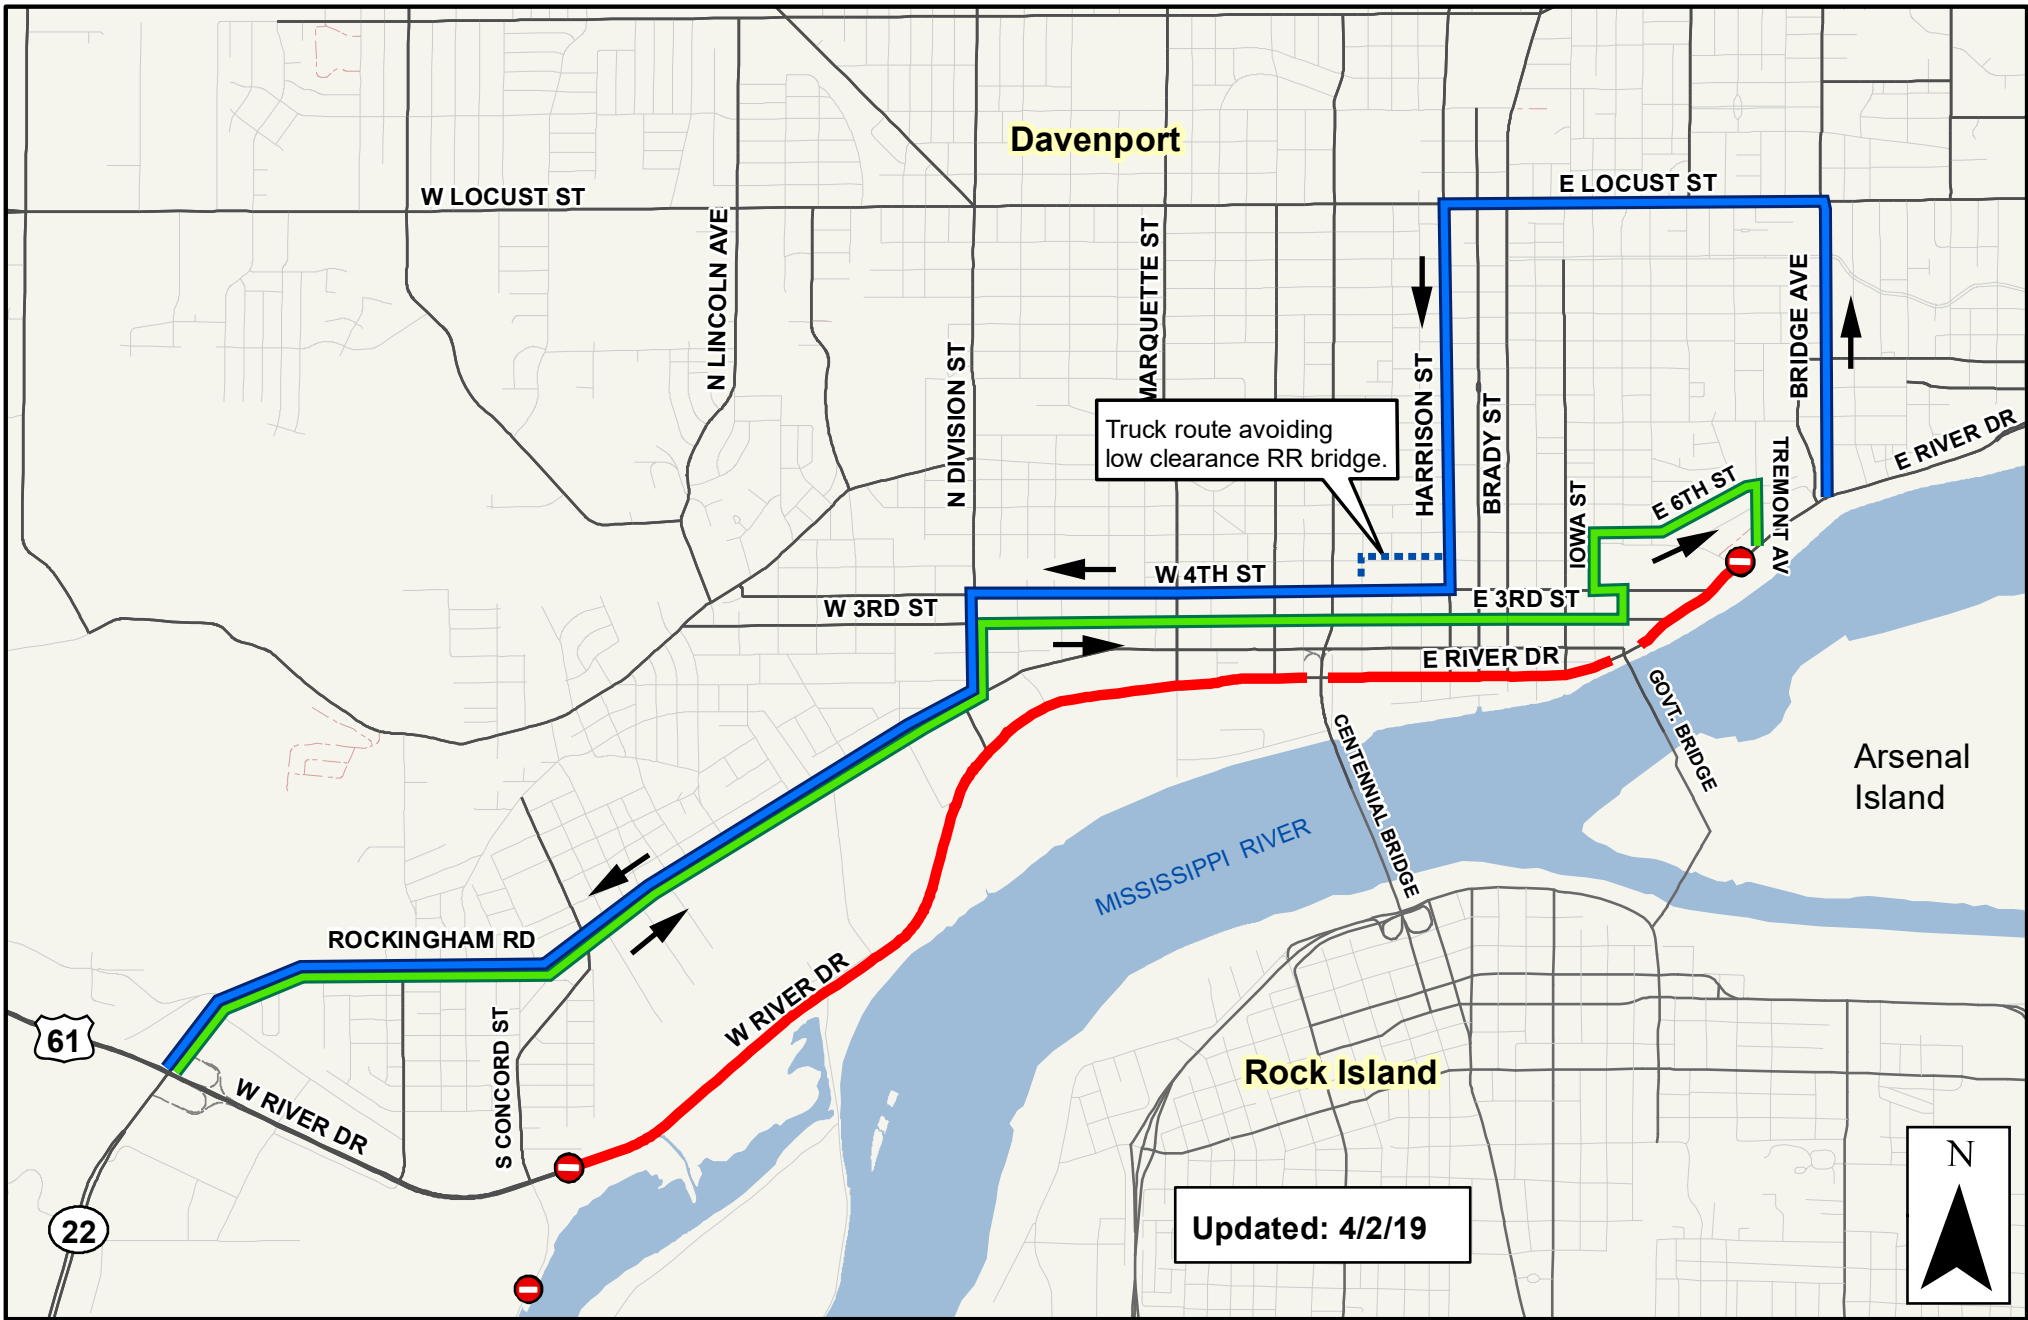 Davenport
W LOCUST ST
E LOCUST ST
N LINCOLN AVE
MARQUETTE ST
N DIVISION ST
HARRISON ST
BRADY ST
BRIDGE AVE
E RIVER DR
Truck route avoiding
low clearance RR bridge.
IOWA ST
E 6TH ST
TREMONT AV
W 4TH ST
W 3RD ST
E 3RD ST
E RIVER DR
GOVT. BRIDGE
CENTENNIAL BRIDGE
Arsenal
Island
MISSISSIPPI RIVER
ROCKINGHAM RD
W RIVER DR
61
S CONCORD ST
W RIVER DR
Rock Island
22
Updated: 4/2/19
N